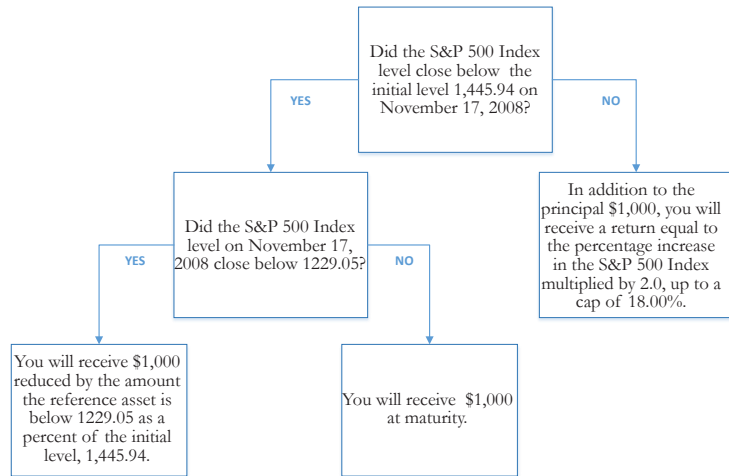 Did the S&P 500 Index
level close below the
initial level 1,445.94 on
November 17, 2008?
YES
NO
Did the S&P 500 Index
level on November 17,
2008 close below 1229.05?
In addition to the
principal $1,000, you will
receive a return equal to
the percentage increase
in the S&P 500 Index
multiplied by 2.0, up to a
cap of 18.00%.
YES
NO
You will receive $1,000
reduced by the amount
the reference asset is
below 1229.05 as a
percent of the initial
level, 1,445.94.
You will receive $1,000
at maturity.